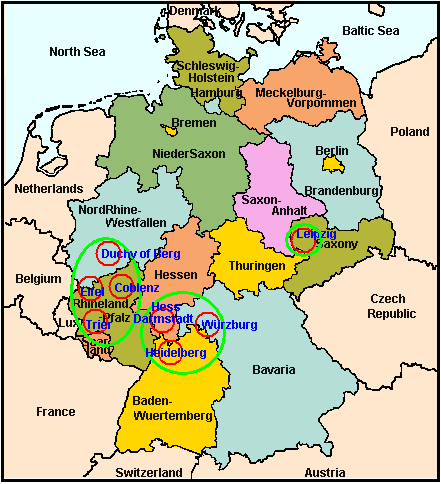 Denmark
North Sea
Baltic Sea
Schleswig-
Holstein
Hamburg
Meckelburg-
Vorpommen
Bremen
Poland
NiederSaxon
Berlin
Netherlands
Brandenburg
Saxon-
Anhalt
NordRhine-
Westfallen
Leipzig
Saxony
Duchy of Berg
Thuringen
Hessen
Belgium
Eifel
Coblenz
Rhineland
-Pfalz
Czech
Republic
Hess
Darmstadt
Lux
Trier
Würzburg
Saar-
land
Heidelberg
Bavaria
France
Baden-
Wuertemberg
Switzerland
Austria